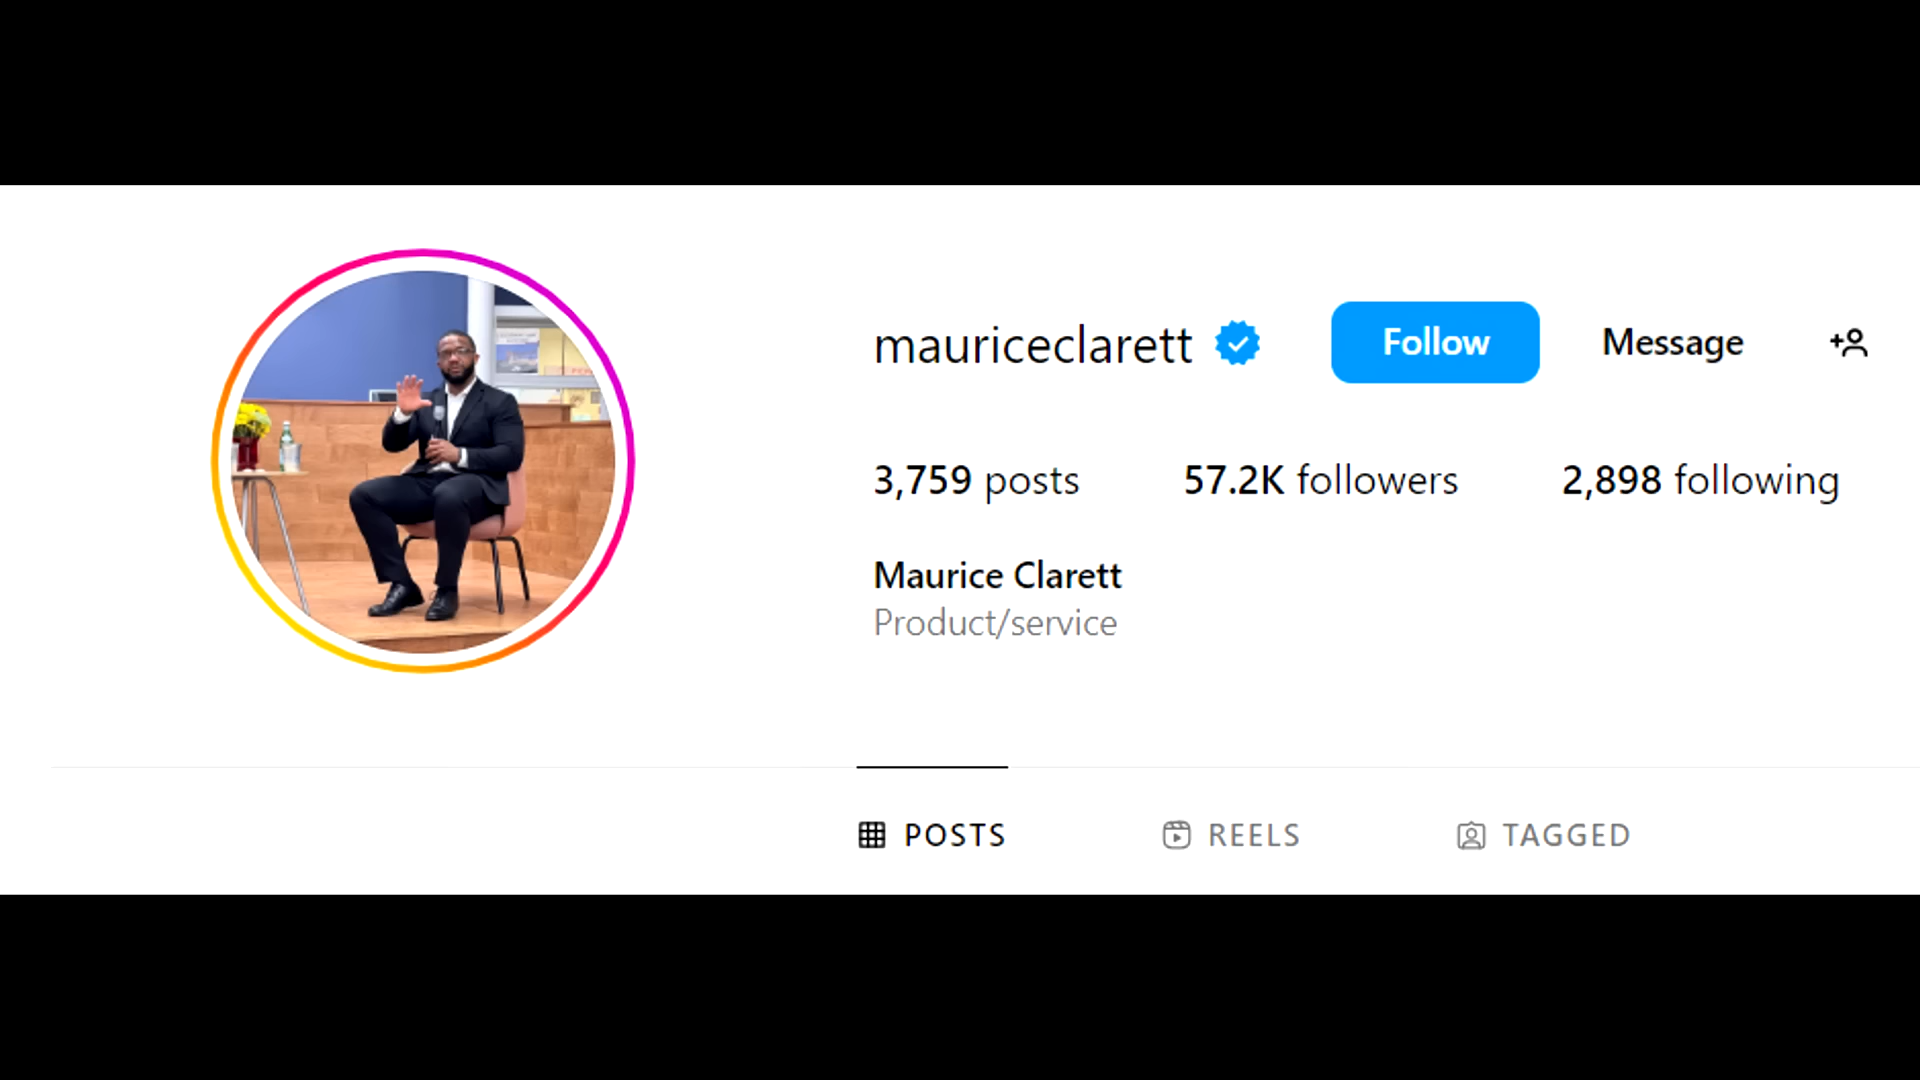 mauriceclarett Follow Message
3,759 posts 57.2K followers 2,898 following
Maurice Clarett
Product/service
POSTS REELS TAGGED